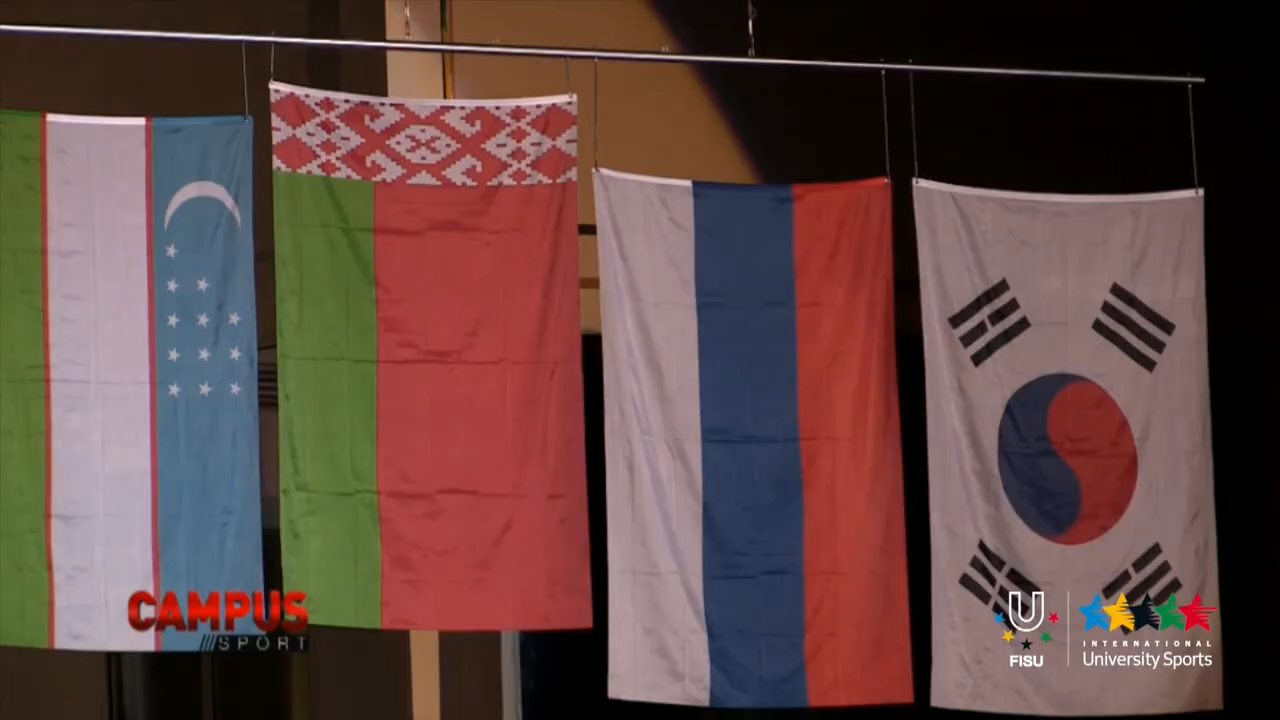 CAMPUS
SPORT
U
FISU
INTERNATIONAL
University Sports